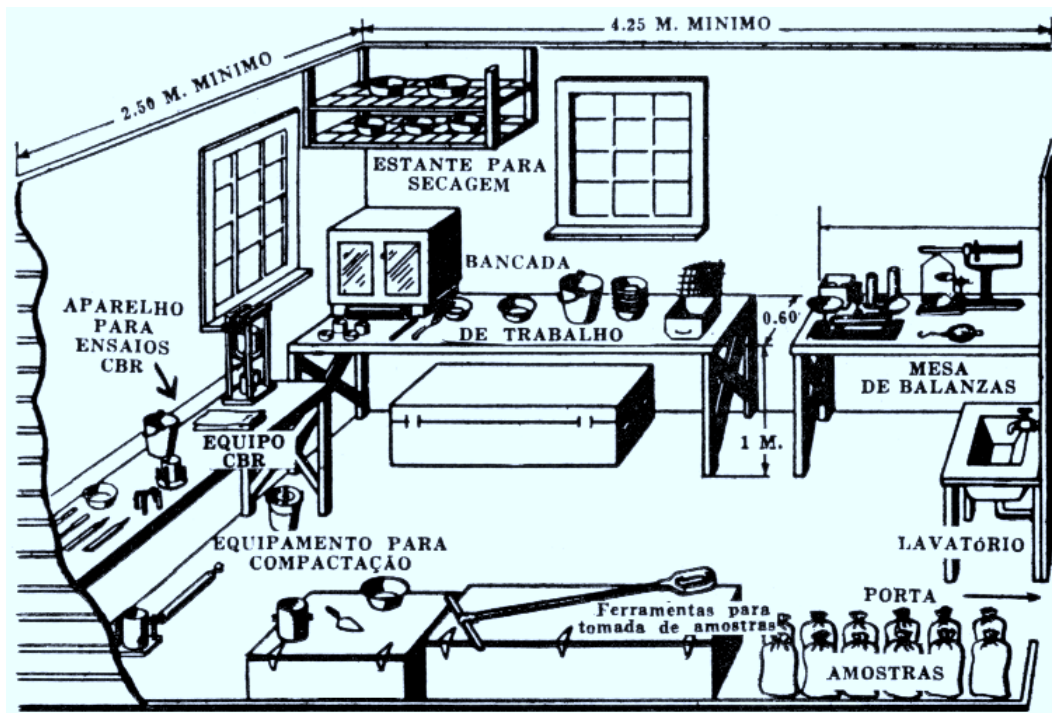 4.25 M. MINIMO
2.50 M. MINIMO
ESTANTE PARA
SECAGEM
BANCADA
DE TRABALHO
0.60
APARELHO
PARA
ENSAIOS
CBR
MESA
DE BALANZAS
EQUIPO
CBR
1 M.
EQUIPAMENTO PARA
COMPACTAÇÃO
LAVATÓRIO
Ferramentas para
tomada de amostras
PORTA
AMOSTRAS